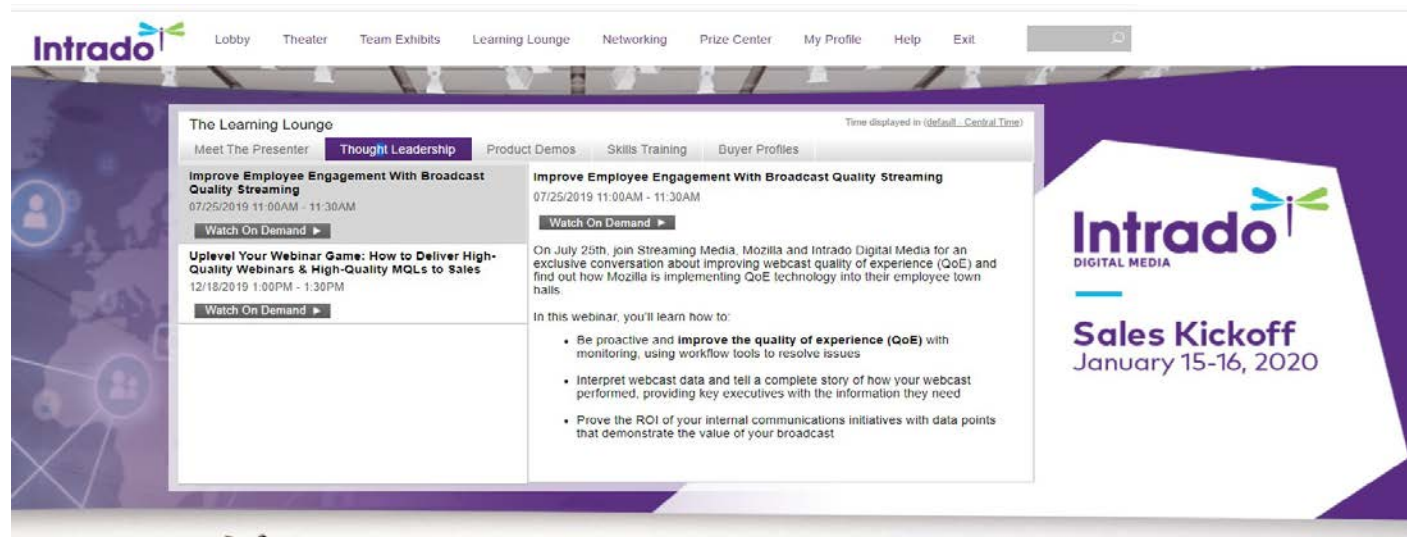 Intrado
Lobby Theater Team Exhibits Learning Lounge Networking Prize Center My Profile Help Exit
The Learning Lounge
Time displayed in (default - Central Time)
Meet The Presenter Thought Leadership Product Demos Skills Training Buyer Profiles
Improve Employee Engagement With Broadcast
Quality Streaming
07/25/2019 11:00AM - 11:30AM
Watch On Demand
Uplevel Your Webinar Game: How to Deliver High-
Quality Webinars & High-Quality MQLs to Sales
12/18/2019 1:00PM - 1:30PM
Watch On Demand
Improve Employee Engagement With Broadcast Quality Streaming
07/25/2019 11:00AM - 11:30AM
Watch On Demand
On July 25th, join Streaming Media, Mozilla and Intrado Digital Media for an
exclusive conversation about improving webcast quality of experience (QoE) and
find out how Mozilla is implementing QoE technology into their employee town
halls.
In this webinar, you'll learn how to:
• Be proactive and improve the quality of experience (QoE) with
monitoring, using workflow tools to resolve issues
• Interpret webcast data and tell a complete story of how your webcast
performed, providing key executives with the information they need
• Prove the ROI of your internal communications initiatives with data points
that demonstrate the value of your broadcast
Intrado
DIGITAL MEDIA
Sales Kickoff
January 15-16, 2020